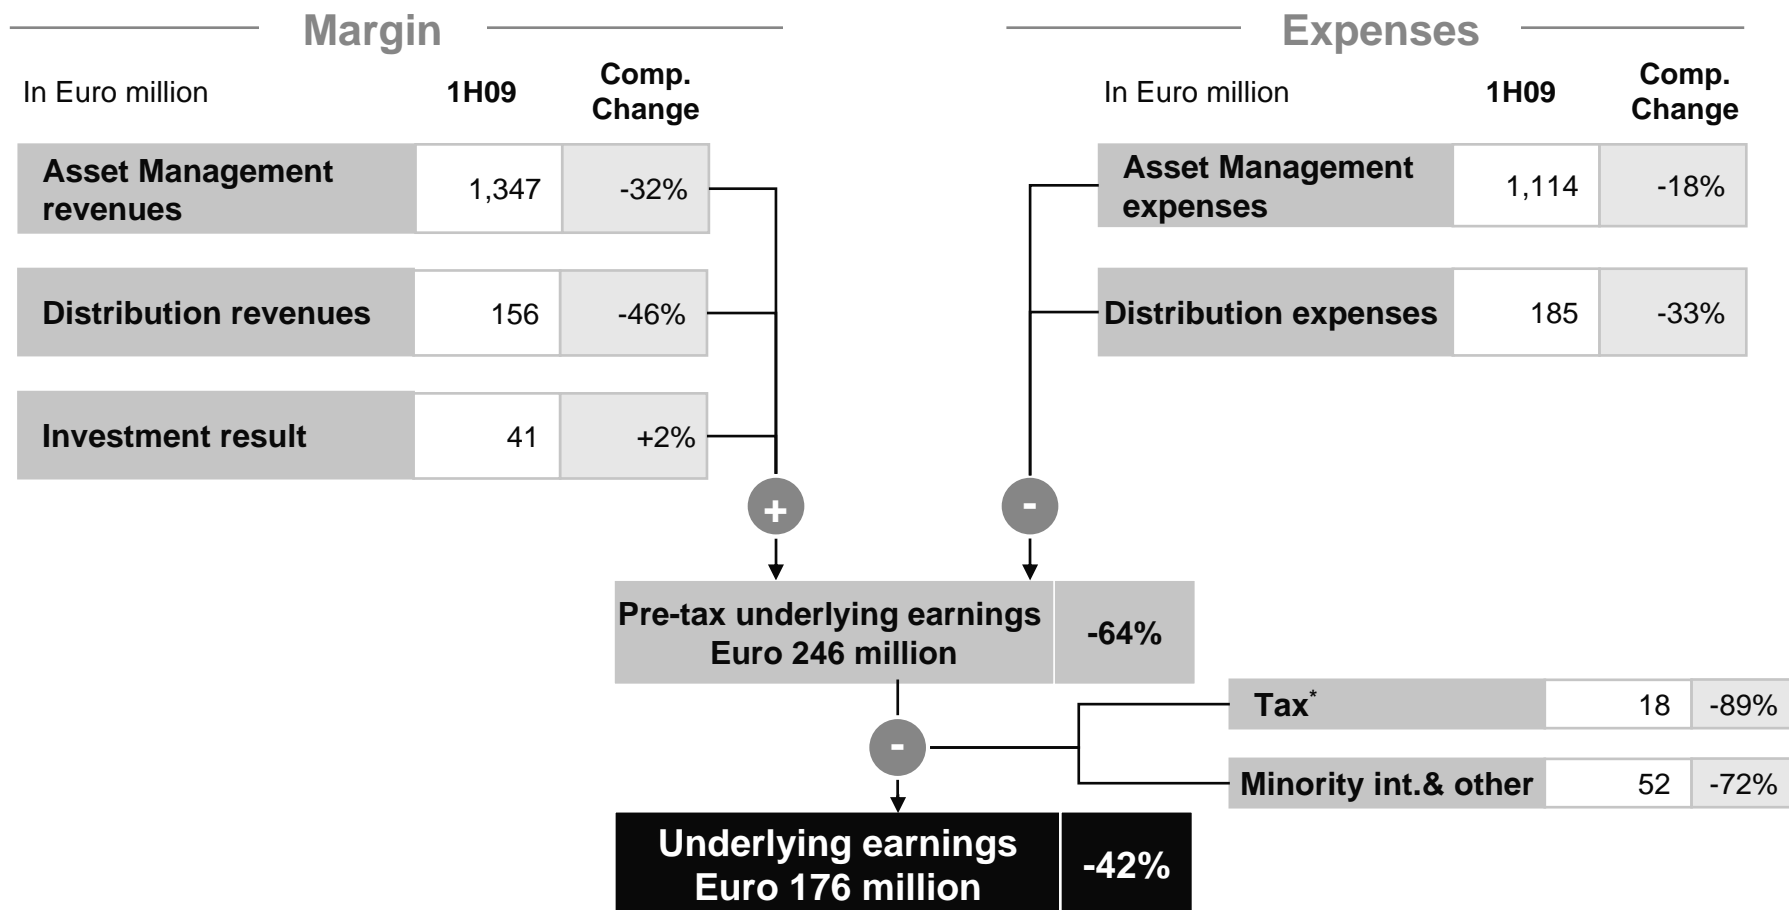 Margin
In Euro million 1H09 Comp. Change
Asset Management revenues 1,347 -32%
Distribution revenues 156 -46%
Investment result 41 +2%
+
Expenses
In Euro million 1H09 Comp. Change
Asset Management expenses 1,114 -18%
Distribution expenses 185 -33%
-
Pre-tax underlying earnings
Euro 246 million
-64%
-
Tax* 18 -89%
Minority int.& other 52 -72%
Underlying earnings
Euro 176 million
-42%